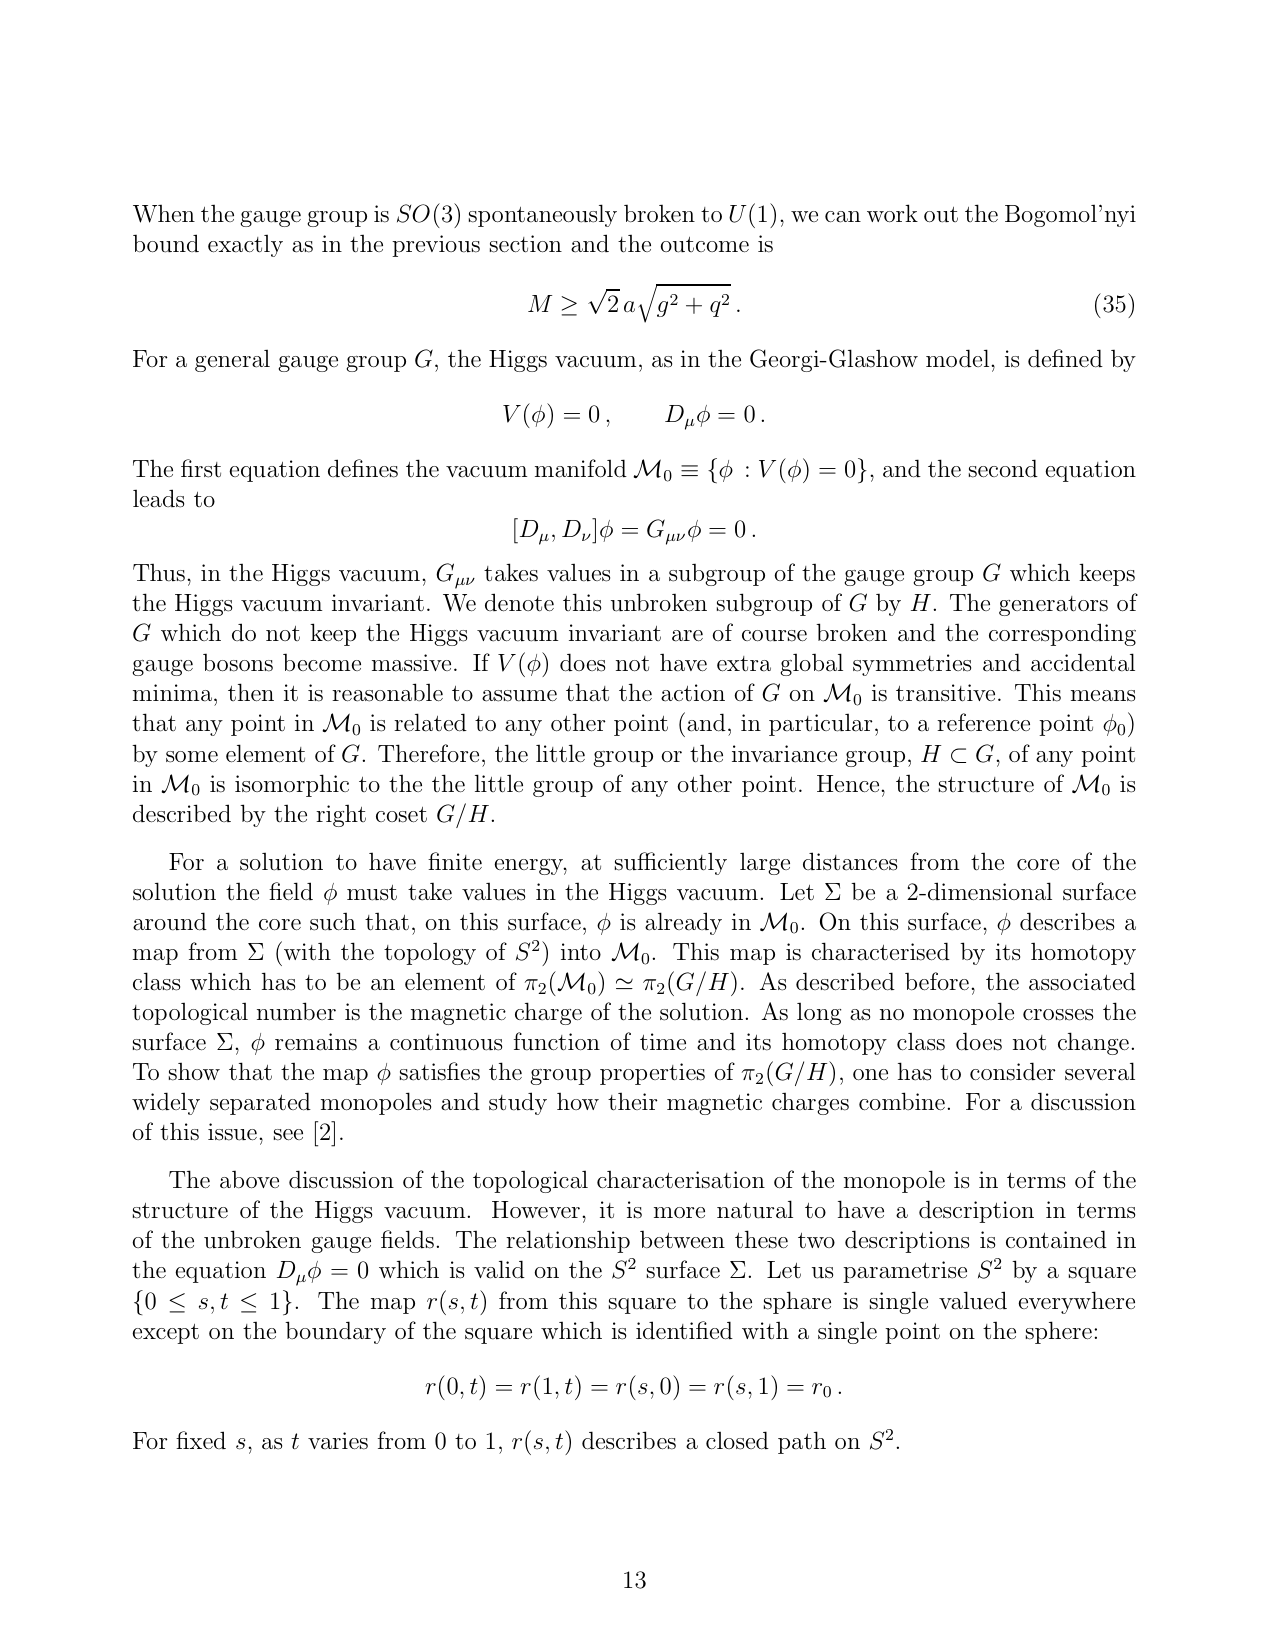 When the gauge group is SO(3) spontaneously broken to U(1), we can work out the Bogomol'nyi
bound exactly as in the previous section and the outcome is
M ≥ √2 a√(g² + q²) . (35)
For a general gauge group G, the Higgs vacuum, as in the Georgi-Glashow model, is defined by
V(ϕ) = 0 , D_μϕ = 0 .
The first equation defines the vacuum manifold ℳ₀ ≡ {ϕ : V(ϕ) = 0}, and the second equation
leads to
[D_μ, D_ν]ϕ = G_μνϕ = 0 .
Thus, in the Higgs vacuum, G_μν takes values in a subgroup of the gauge group G which keeps
the Higgs vacuum invariant. We denote this unbroken subgroup of G by H. The generators of
G which do not keep the Higgs vacuum invariant are of course broken and the corresponding
gauge bosons become massive. If V(ϕ) does not have extra global symmetries and accidental
minima, then it is reasonable to assume that the action of G on ℳ₀ is transitive. This means
that any point in ℳ₀ is related to any other point (and, in particular, to a reference point ϕ₀)
by some element of G. Therefore, the little group or the invariance group, H ⊂ G, of any point
in ℳ₀ is isomorphic to the the little group of any other point. Hence, the structure of ℳ₀ is
described by the right coset G/H.
For a solution to have finite energy, at sufficiently large distances from the core of the
solution the field ϕ must take values in the Higgs vacuum. Let Σ be a 2-dimensional surface
around the core such that, on this surface, ϕ is already in ℳ₀. On this surface, ϕ describes a
map from Σ (with the topology of S²) into ℳ₀. This map is characterised by its homotopy
class which has to be an element of π₂(ℳ₀) ≃ π₂(G/H). As described before, the associated
topological number is the magnetic charge of the solution. As long as no monopole crosses the
surface Σ, ϕ remains a continuous function of time and its homotopy class does not change.
To show that the map ϕ satisfies the group properties of π₂(G/H), one has to consider several
widely separated monopoles and study how their magnetic charges combine. For a discussion
of this issue, see [2].
The above discussion of the topological characterisation of the monopole is in terms of the
structure of the Higgs vacuum. However, it is more natural to have a description in terms
of the unbroken gauge fields. The relationship between these two descriptions is contained in
the equation D_μϕ = 0 which is valid on the S² surface Σ. Let us parametrise S² by a square
{0 ≤ s, t ≤ 1}. The map r(s, t) from this square to the sphare is single valued everywhere
except on the boundary of the square which is identified with a single point on the sphere:
r(0, t) = r(1, t) = r(s, 0) = r(s, 1) = r₀ .
For fixed s, as t varies from 0 to 1, r(s, t) describes a closed path on S².
13